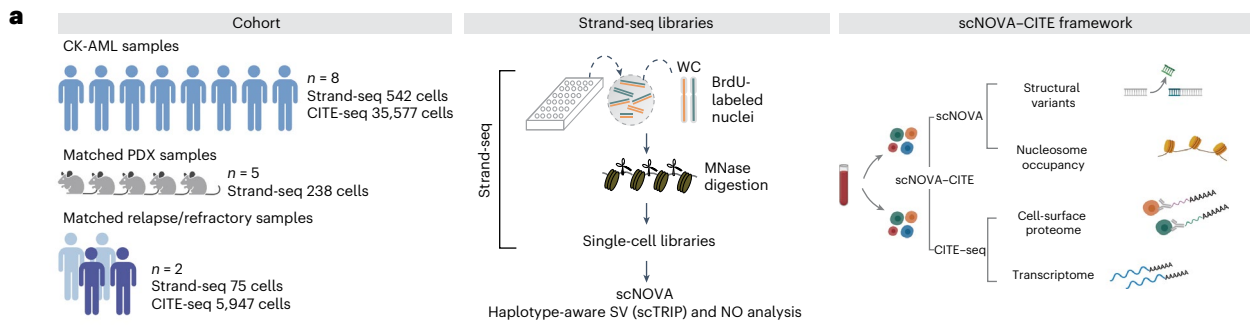 a
Cohort
CK-AML samples
n = 8
Strand-seq 542 cells
CITE-seq 35,577 cells
Matched PDX samples
n = 5
Strand-seq 238 cells
Matched relapse/refractory samples
n = 2
Strand-seq 75 cells
CITE-seq 5,947 cells
Strand-seq libraries
Strand-seq
WC
BrdU-
labeled
nuclei
MNase
digestion
Single-cell libraries
scNOVA
Haplotype-aware SV (scTRIP) and NO analysis
scNOVA–CITE framework
scNOVA–CITE
scNOVA
Structural
variants
Nucleosome
occupancy
CITE–seq
Cell-surface
proteome
Transcriptome